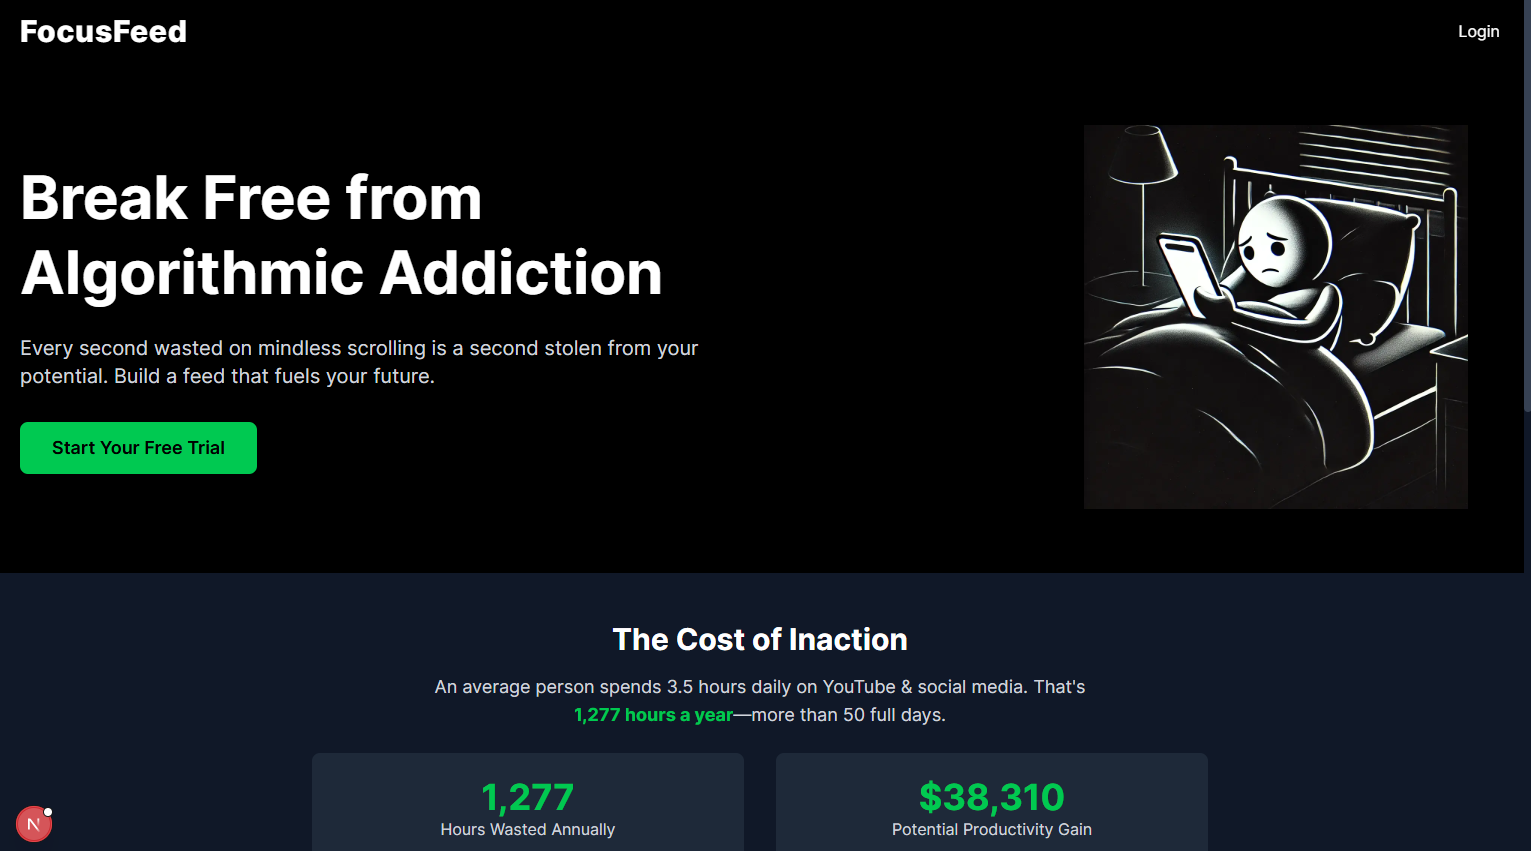 FocusFeed
Login
Break Free from
Algorithmic Addiction
Every second wasted on mindless scrolling is a second stolen from your
potential. Build a feed that fuels your future.
Start Your Free Trial
The Cost of Inaction
An average person spends 3.5 hours daily on YouTube & social media. That's
1,277 hours a year—more than 50 full days.
1,277
Hours Wasted Annually
$38,310
Potential Productivity Gain
N